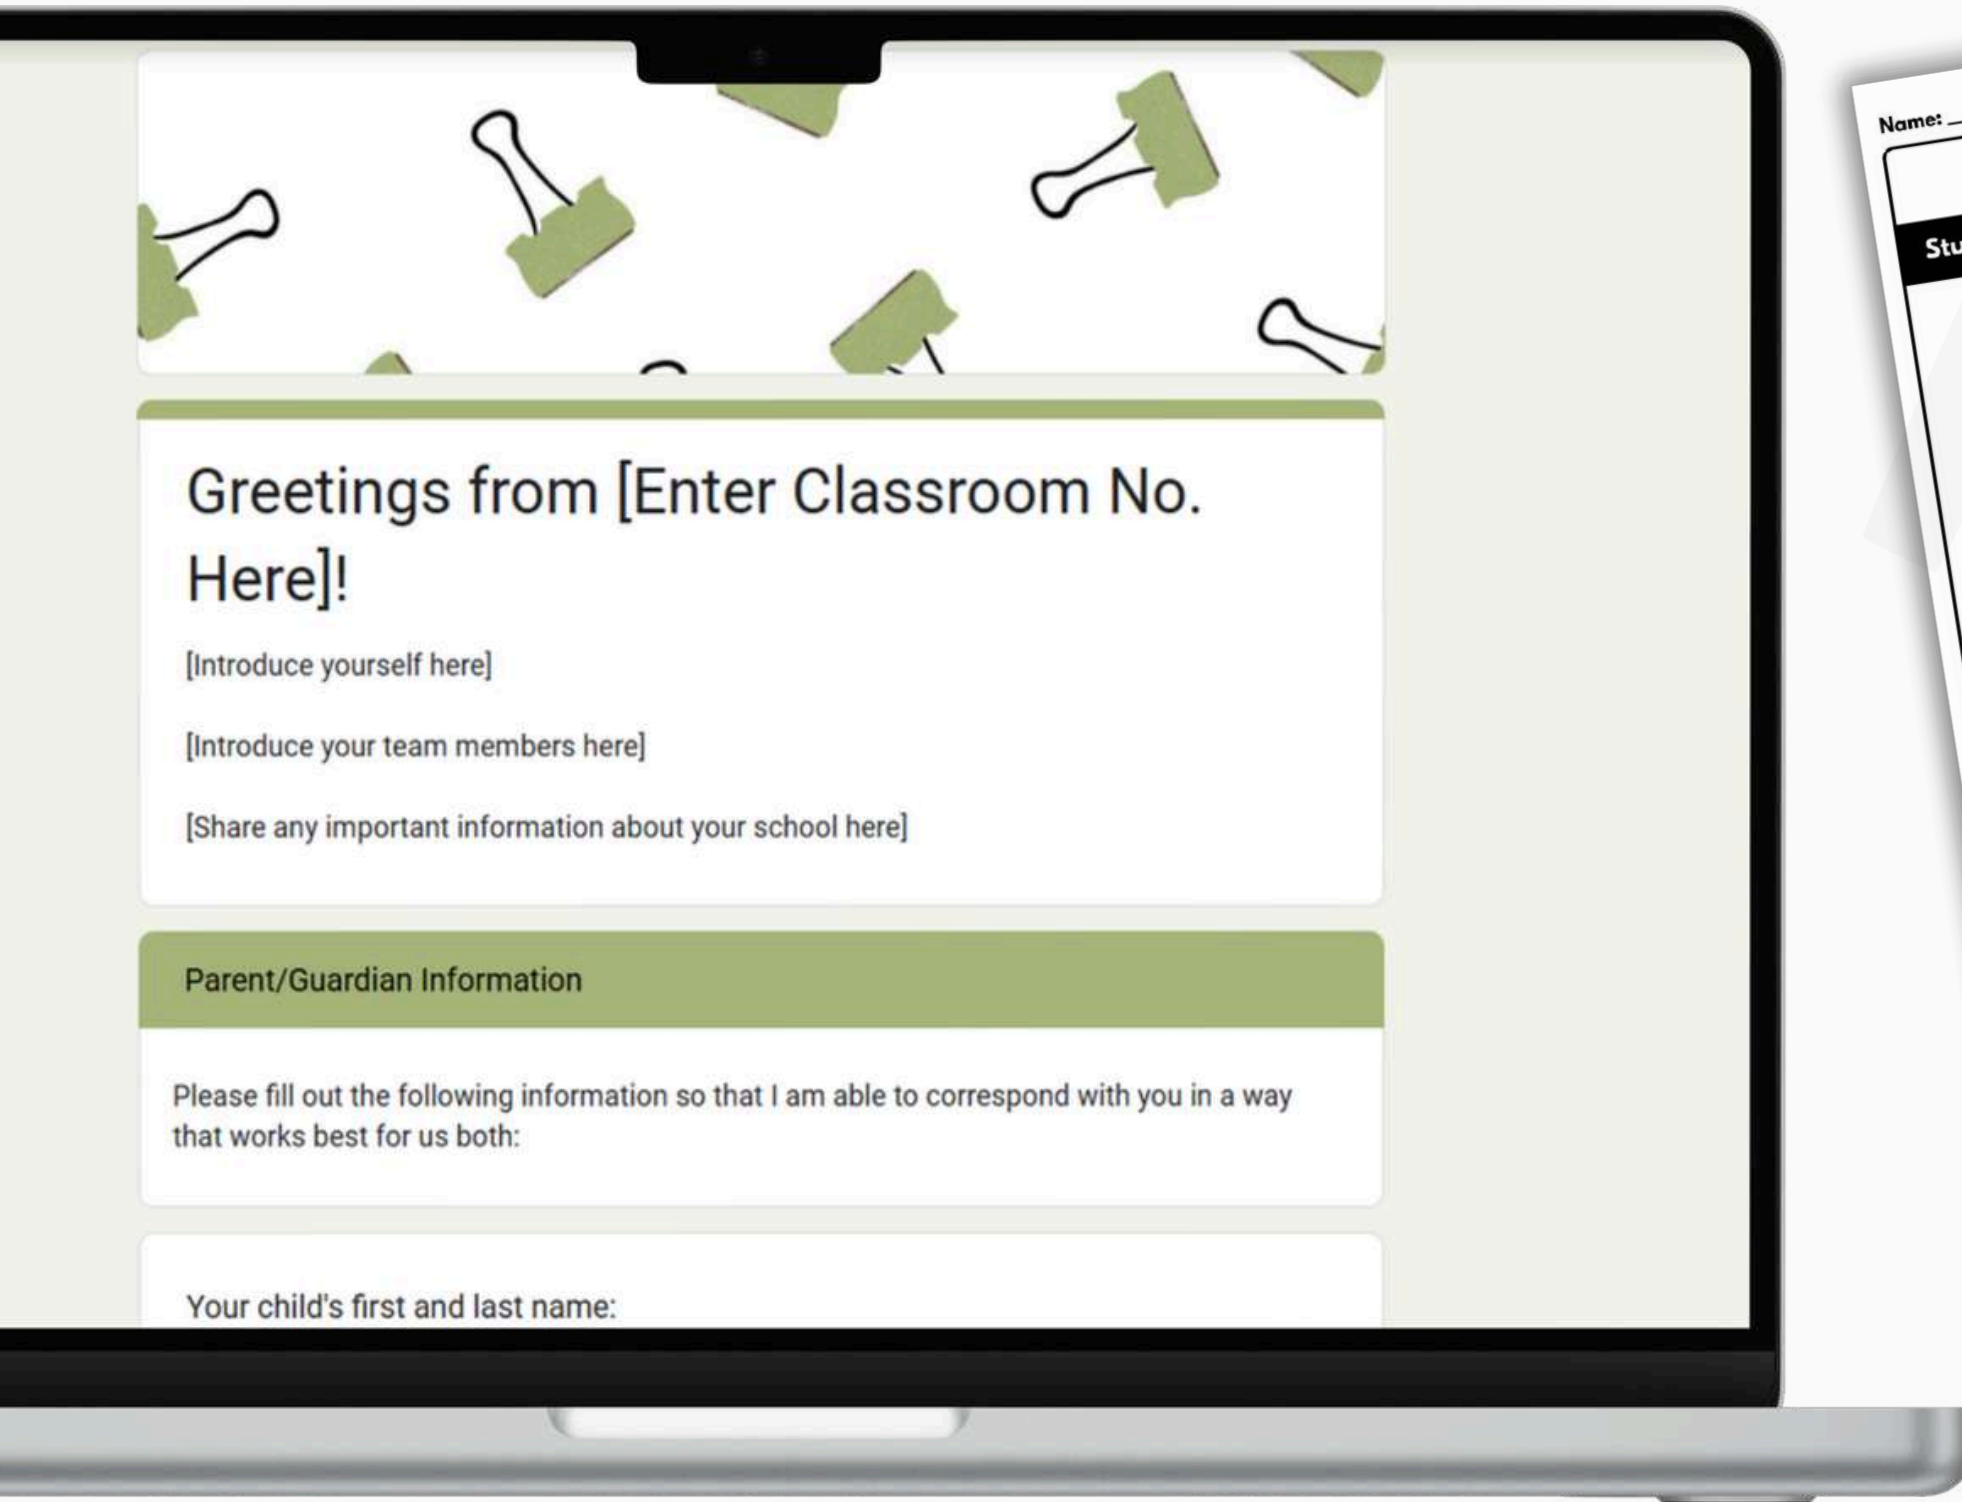 Greetings from [Enter Classroom No.
Here]!
[Introduce yourself here]
[Introduce your team members here]
[Share any important information about your school here]
Parent/Guardian Information
Please fill out the following information so that I am able to correspond with you in a way
that works best for us both:
Your child's first and last name:
Name: